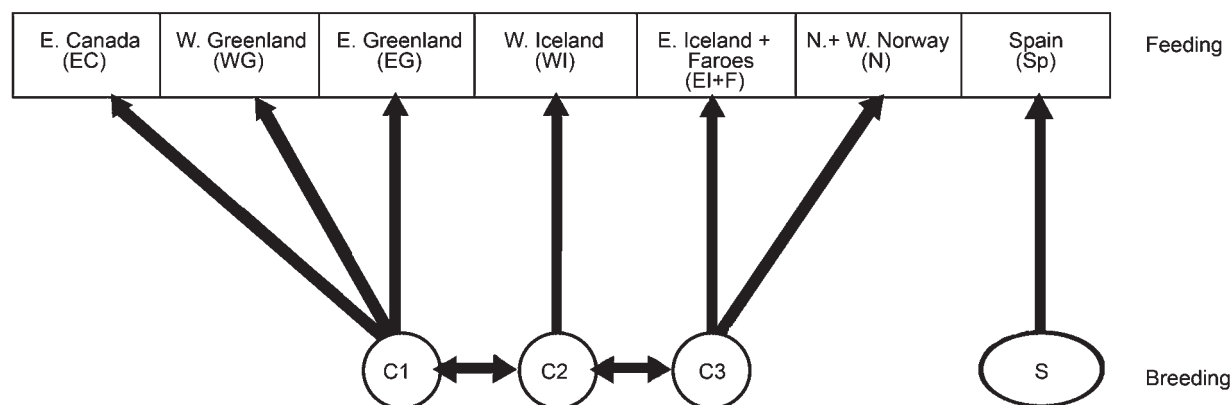 E. Canada
(EC)
W. Greenland
(WG)
E. Greenland
(EG)
W. Iceland
(WI)
E. Iceland +
Faroes
(EI+F)
N.+ W. Norway
(N)
Spain
(Sp)
Feeding
C1
C2
C3
S
Breeding